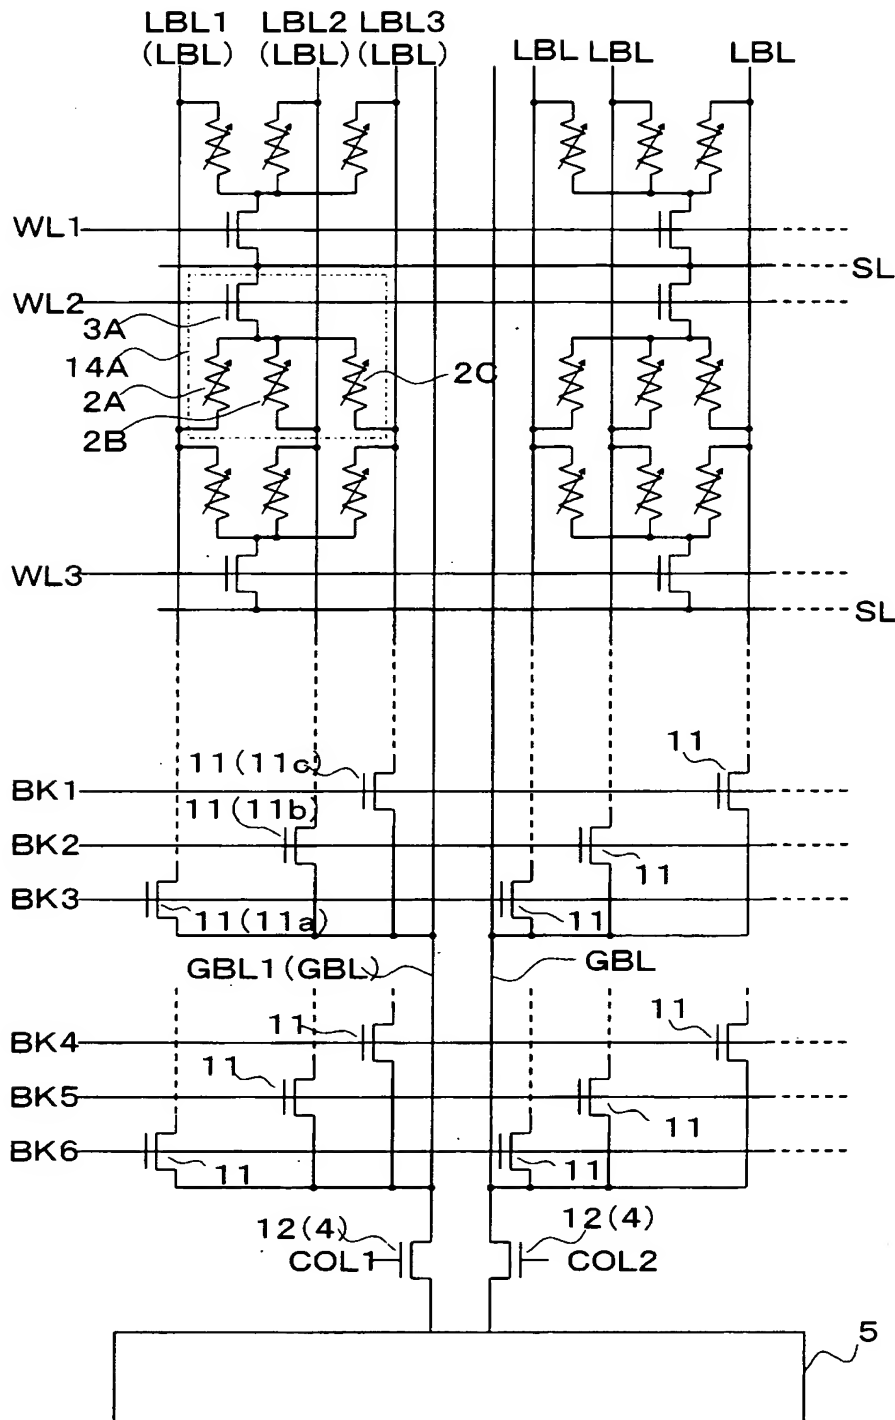 LBL1 LBL2 LBL3
(LBL) (LBL) (LBL) LBL LBL LBL
WL1
SL
WL2
3A
14A
2A 2C
2B
WL3
SL
11(11c) 11
BK1
11(11b)
BK2
11
BK3
11(11a) 11
GBL1(GBL) GBL
11 11
BK4
11
BK5
11
BK6
11 11
12(4) 12(4)
COL1 COL2
5